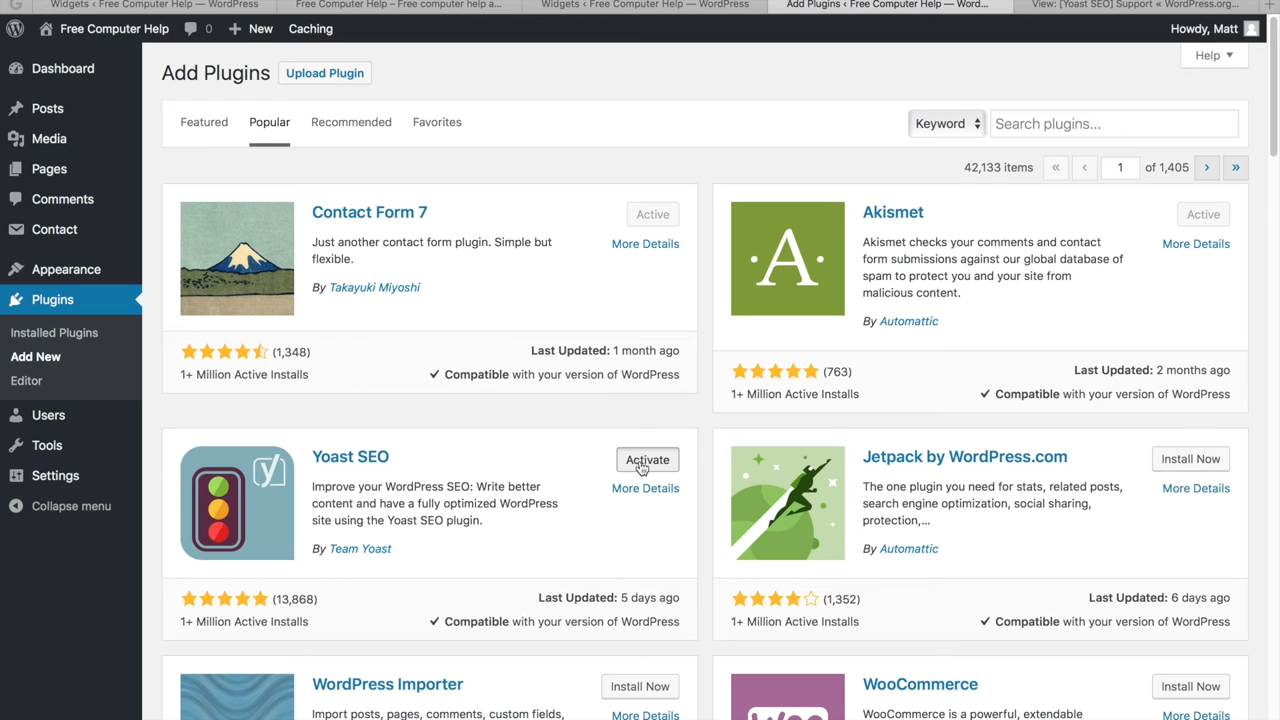 Widgets ‹ Free Computer Help — WordPress
Free Computer Help – Free computer help a...
Widgets ‹ Free Computer Help — WordPress
Add Plugins ‹ Free Computer Help — Word...
View: [Yoast SEO] Support « WordPress.org...
Free Computer Help
0
New
Caching
Howdy, Matt
Dashboard
Posts
Media
Pages
Comments
Contact
Appearance
Plugins
Installed Plugins
Add New
Editor
Users
Tools
Settings
Collapse menu
Help ▼
Add Plugins
Upload Plugin
Featured
Popular
Recommended
Favorites
Keyword
Search plugins...
42,133 items « ‹ 1 of 1,405 › »
Contact Form 7
Active
More Details
Just another contact form plugin. Simple but
flexible.
By Takayuki Miyoshi
(1,348)
Last Updated: 1 month ago
1+ Million Active Installs
✓ Compatible with your version of WordPress
A
Akismet
Active
More Details
Akismet checks your comments and contact
form submissions against our global database of
spam to protect you and your site from
malicious content.
By Automattic
(763)
Last Updated: 2 months ago
1+ Million Active Installs
✓ Compatible with your version of WordPress
y
Yoast SEO
Activate
More Details
Improve your WordPress SEO: Write better
content and have a fully optimized WordPress
site using the Yoast SEO plugin.
By Team Yoast
(13,868)
Last Updated: 5 days ago
1+ Million Active Installs
✓ Compatible with your version of WordPress
Jetpack by WordPress.com
Install Now
More Details
The one plugin you need for stats, related posts,
search engine optimization, social sharing,
protection,...
By Automattic
(1,352)
Last Updated: 6 days ago
1+ Million Active Installs
✓ Compatible with your version of WordPress
WordPress Importer
Install Now
More Details
Import posts, pages, comments, custom fields,
Woo
WooCommerce
Install Now
More Details
WooCommerce is a powerful, extendable